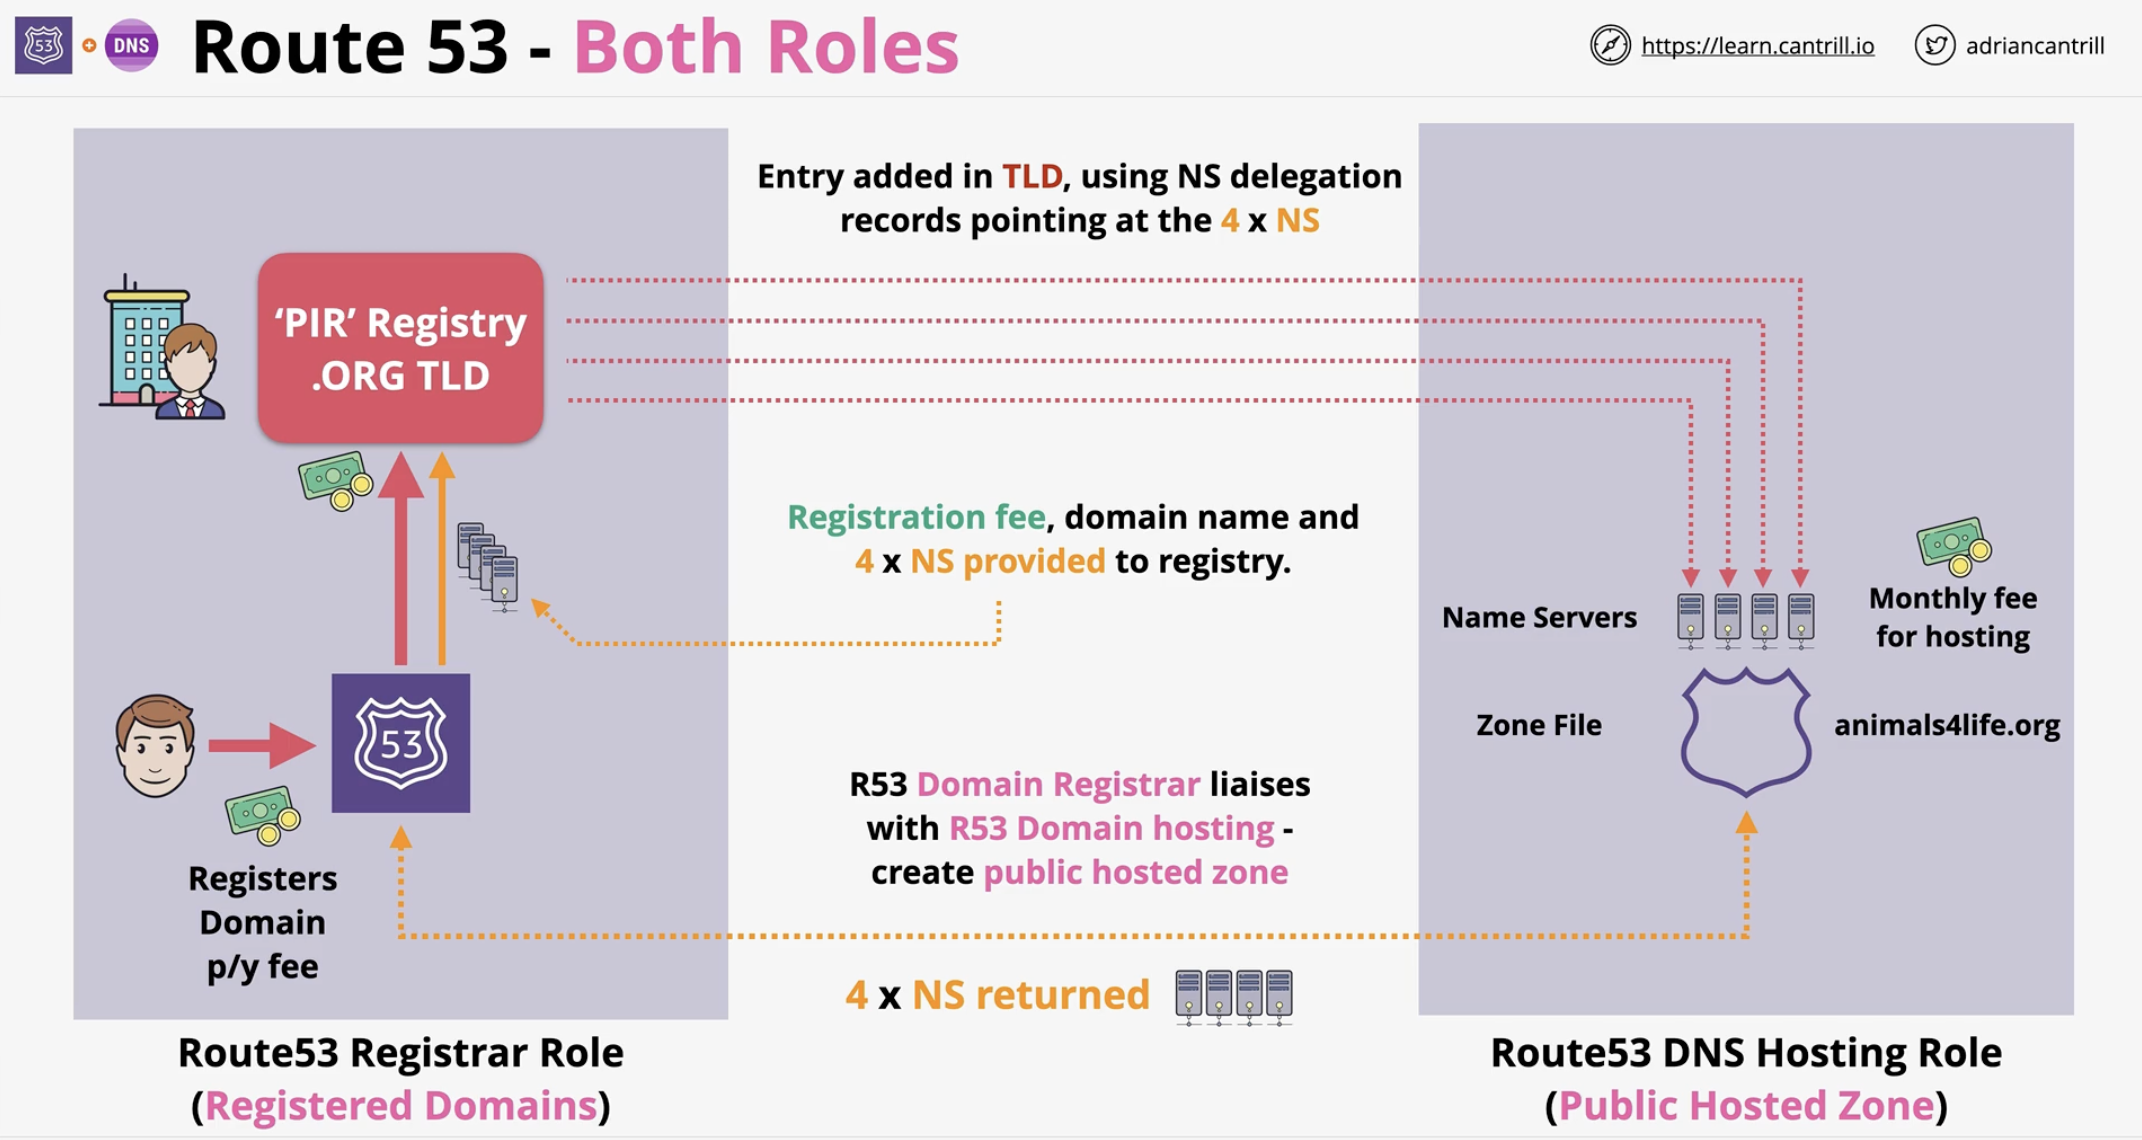 53
DNS
Route 53 - Both Roles
https://learn.cantrill.io
adriancantrill
Entry added in TLD, using NS delegation
records pointing at the 4 x NS
‘PIR’ Registry
.ORG TLD
Registration fee, domain name and
4 x NS provided to registry.
Name Servers
Monthly fee
for hosting
53
Zone File
animals4life.org
R53 Domain Registrar liaises
with R53 Domain hosting -
create public hosted zone
Registers
Domain
p/y fee
4 x NS returned
Route53 Registrar Role
(Registered Domains)
Route53 DNS Hosting Role
(Public Hosted Zone)